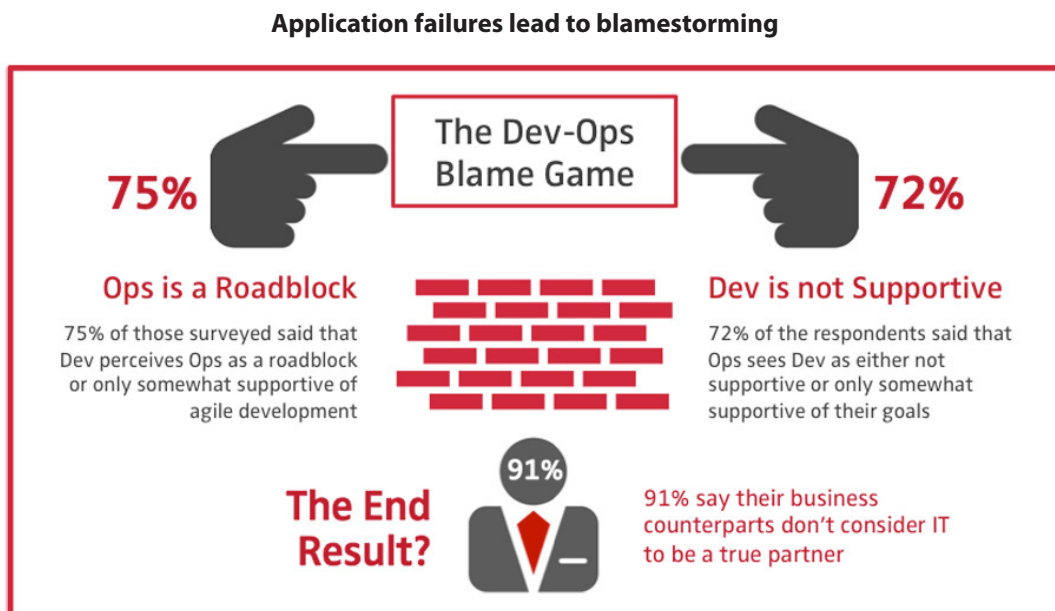 Application failures lead to blamestorming
The Dev-Ops
Blame Game
75%
72%
Ops is a Roadblock
75% of those surveyed said that
Dev perceives Ops as a roadblock
or only somewhat supportive of
agile development
Dev is not Supportive
72% of the respondents said that
Ops sees Dev as either not
supportive or only somewhat
supportive of their goals
The End
Result?
91%
91% say their business
counterparts don’t consider IT
to be a true partner